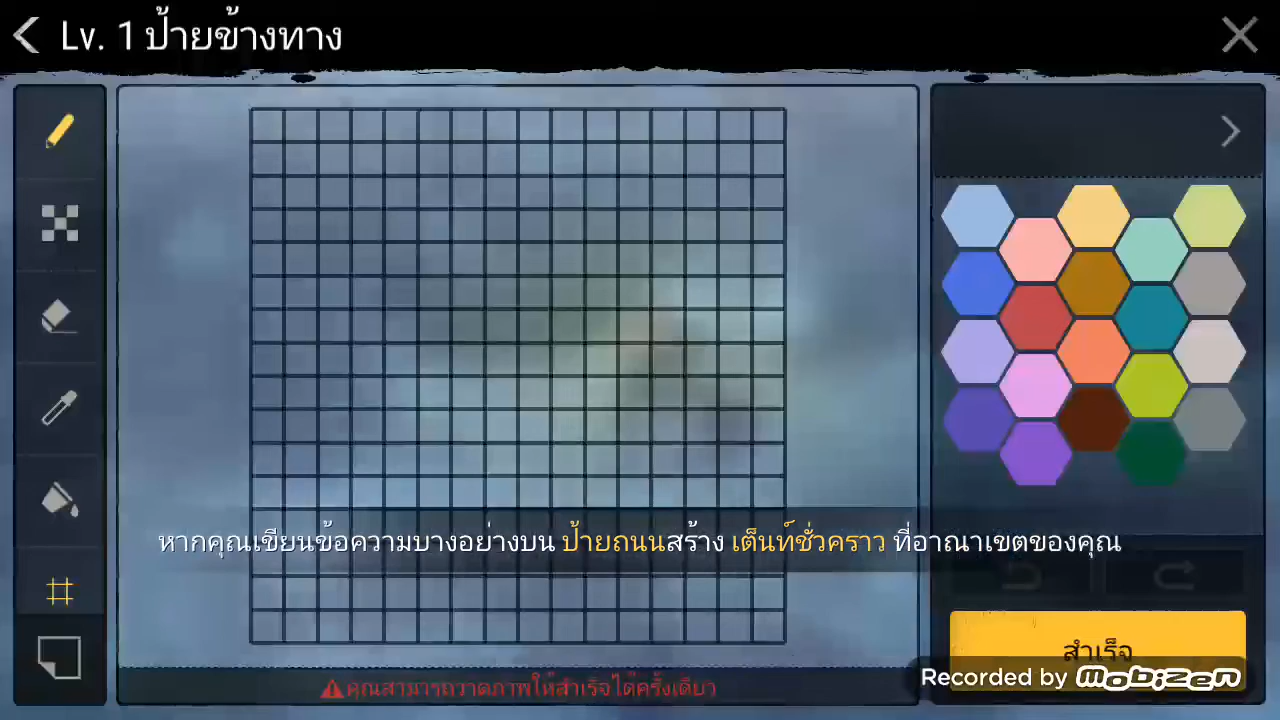 Lv. 1 ป้ายข้างทาง
หากคุณเขียนข้อความบางอย่างบน ป้ายถนนสร้าง เต็นท์ชั่วคราว ที่อาณาเขตของคุณ
สำเร็จ
คุณสามารถวาดภาพให้สำเร็จได้ครั้งเดียว
Recorded by Mobizen